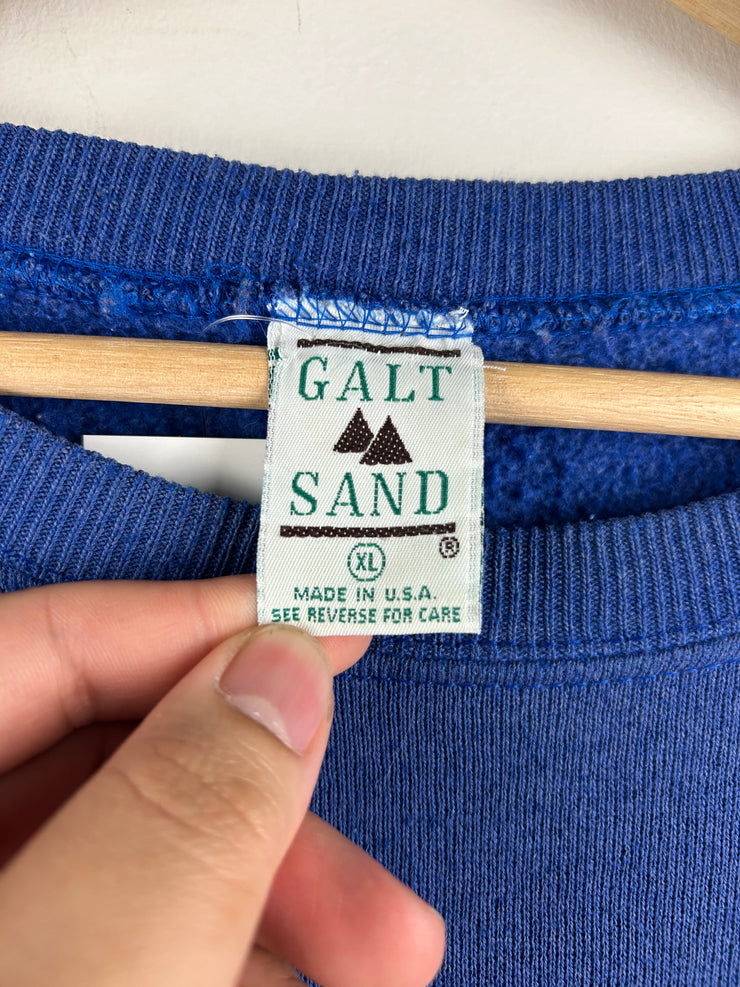 GALT
SAND
®
XL
MADE IN U.S.A.
SEE REVERSE FOR CARE